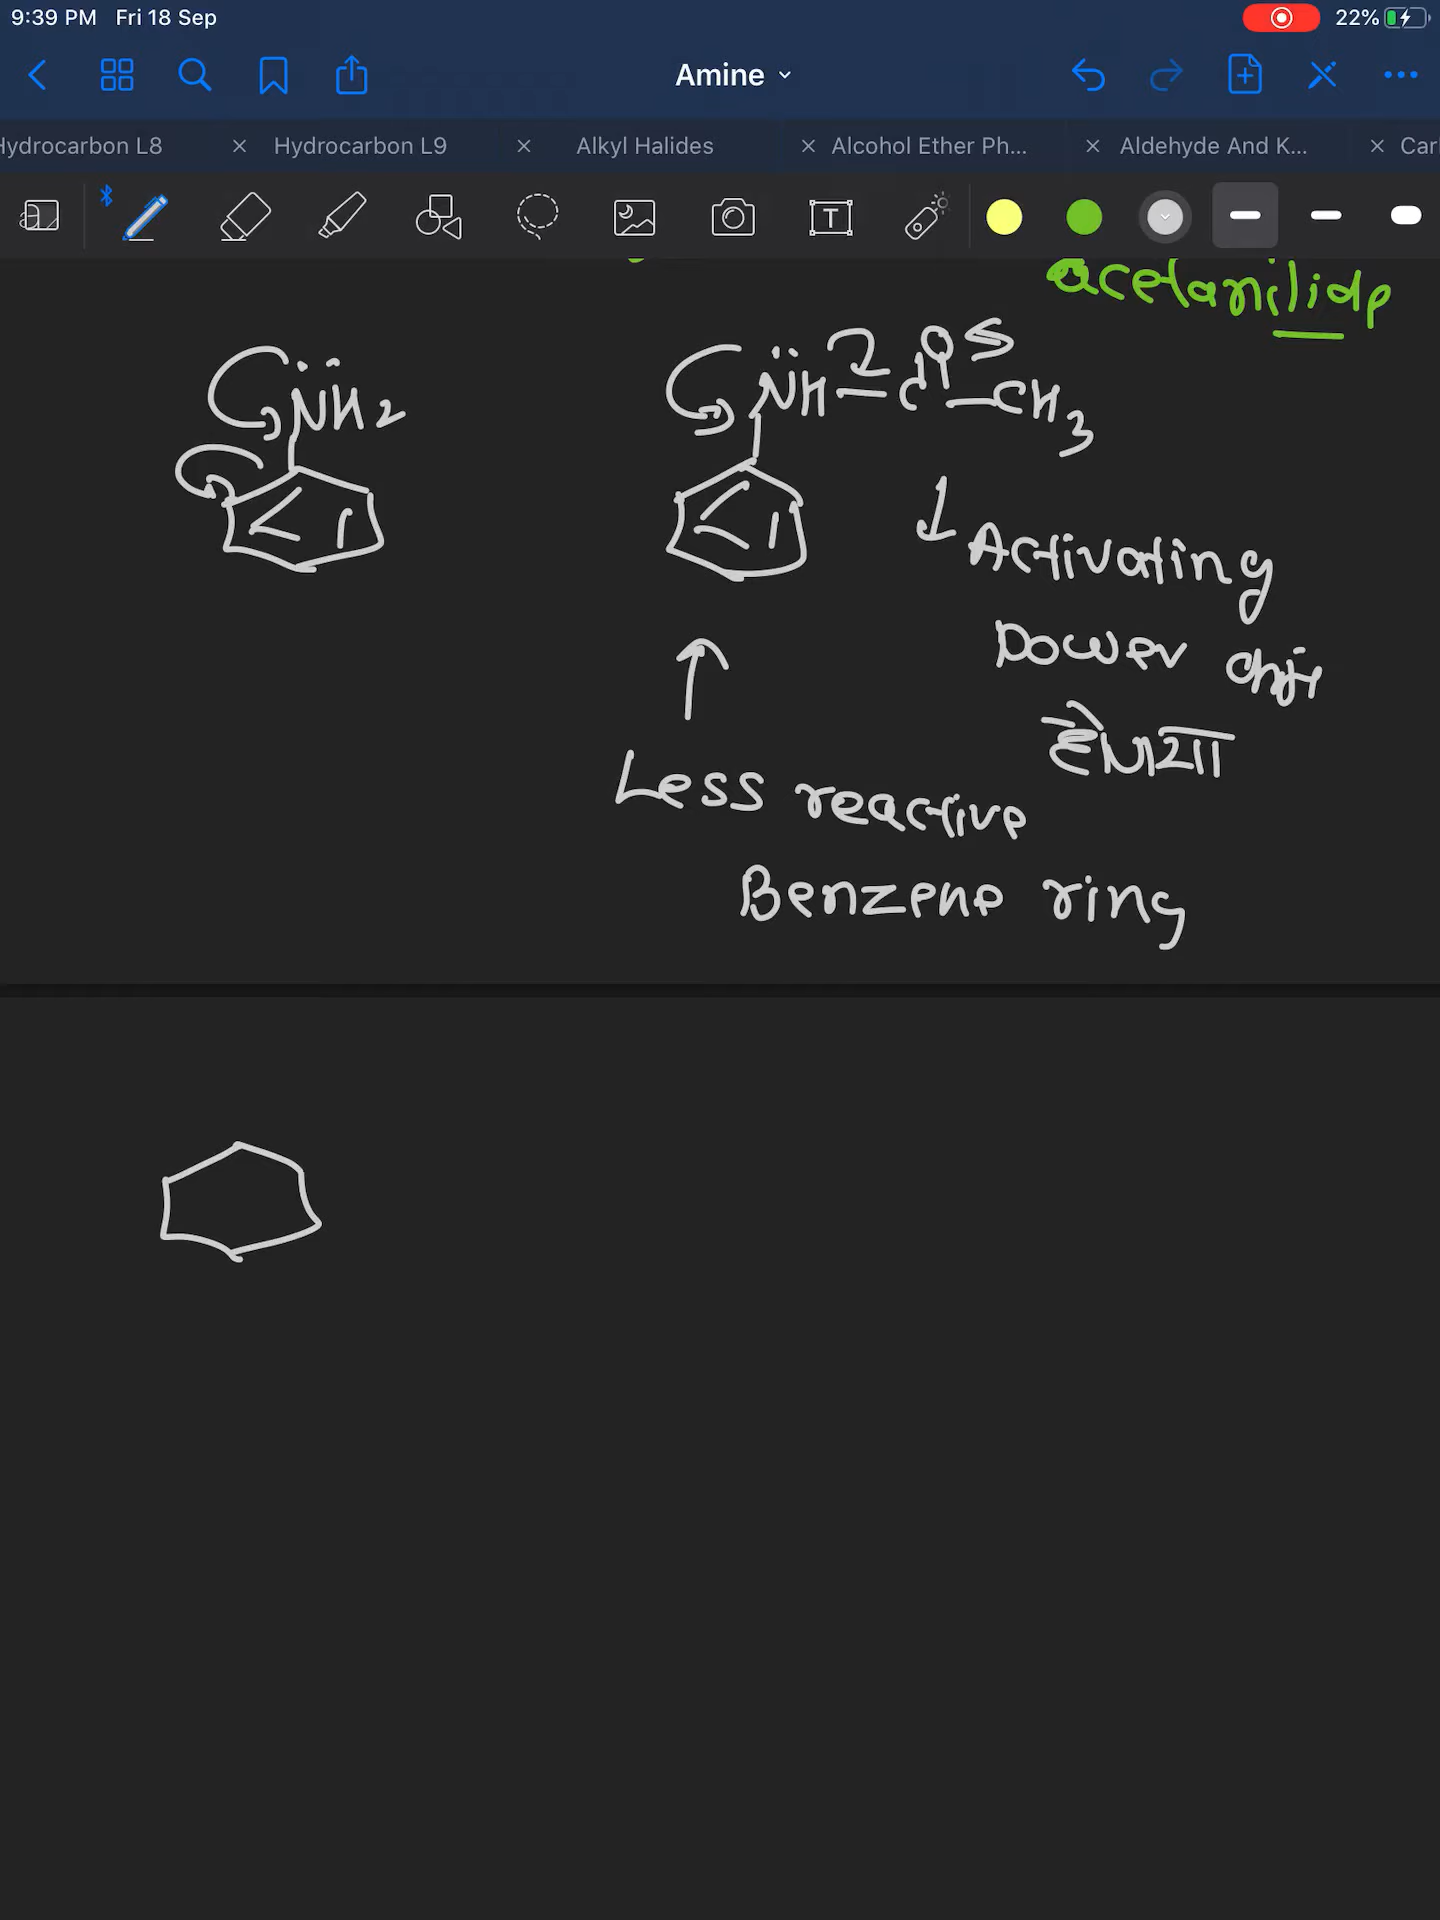 9:39 PM Fri 18 Sep 22%
Amine
Hydrocarbon L8 Hydrocarbon L9 Alkyl Halides Alcohol Ether Ph... Aldehyde And K... Car
T
acetanilide
NH2 NH-C-CH3
O
Activating
Power
Less reactive
Benzene ring